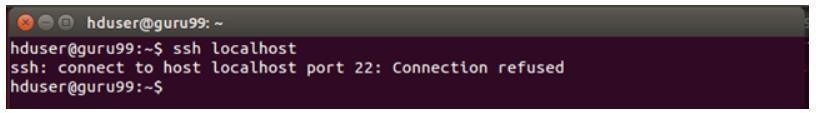 hduser@guru99: ~
hduser@guru99:~$ ssh localhost
ssh: connect to host localhost port 22: Connection refused
hduser@guru99:~$